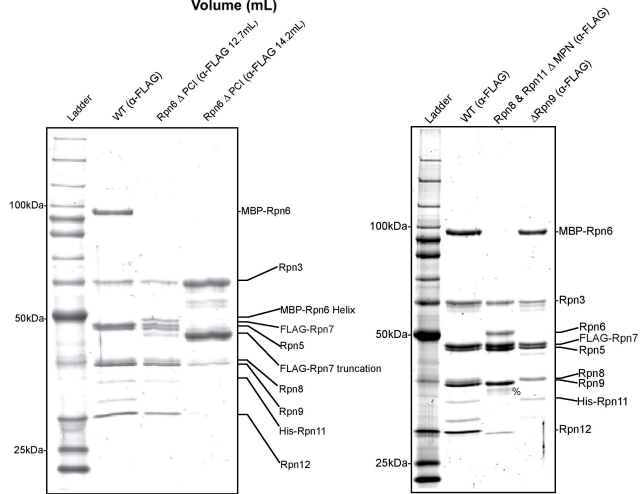 Volume (mL)
Ladder
WT (α-FLAG)
Rpn6 Δ PCI (α-FLAG 12.7mL)
Rpn6 Δ PCI (α-FLAG 14.2mL)
100kDa
50kDa
25kDa
MBP-Rpn6
Rpn3
MBP-Rpn6 Helix
FLAG-Rpn7
Rpn5
FLAG-Rpn7 truncation
Rpn8
Rpn9
His-Rpn11
Rpn12
Ladder
WT (α-FLAG)
Rpn8 & Rpn11 Δ MPN (α-FLAG)
ΔRpn9 (α-FLAG)
100kDa
50kDa
25kDa
MBP-Rpn6
Rpn3
Rpn6
FLAG-Rpn7
Rpn5
Rpn8
Rpn9
%
His-Rpn11
Rpn12